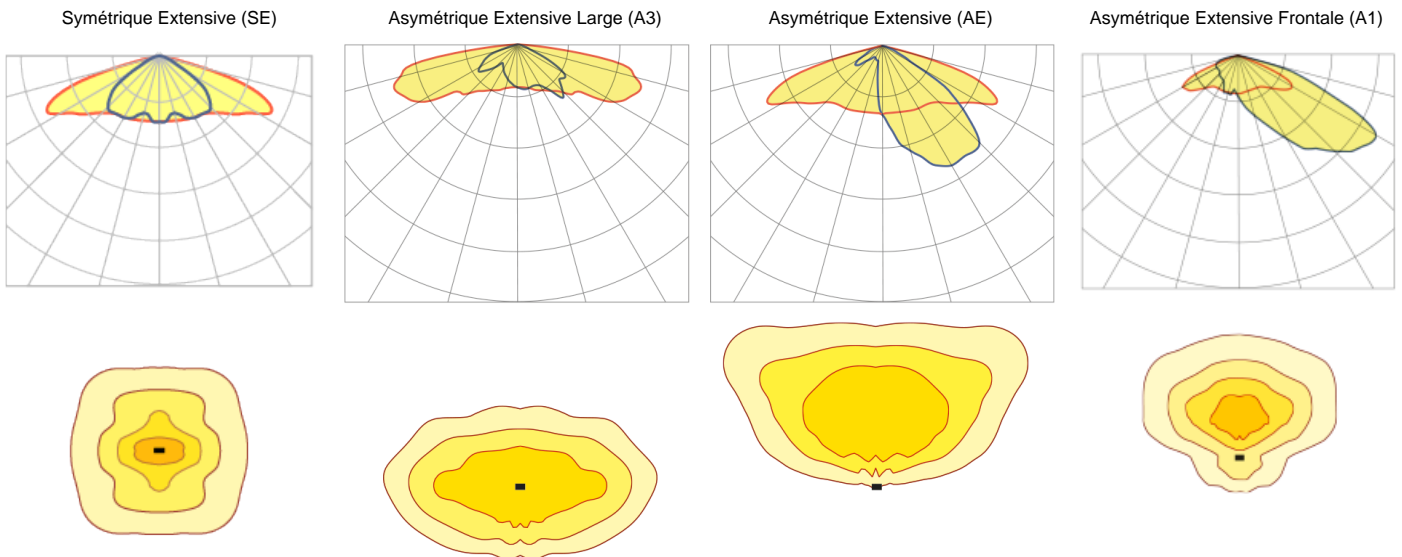 Symétrique Extensive (SE)
Asymétrique Extensive Large (A3)
Asymétrique Extensive (AE)
Asymétrique Extensive Frontale (A1)